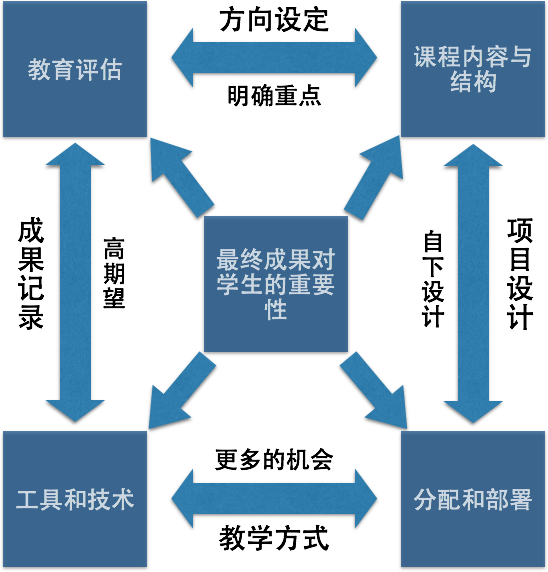 方向设定
教育评估
明确重点
课程内容与
结构
成果记录
高期望
最终成果对
学生的重要
性
自下设计
项目设计
工具和技术
更多的机会
教学方式
分配和部署